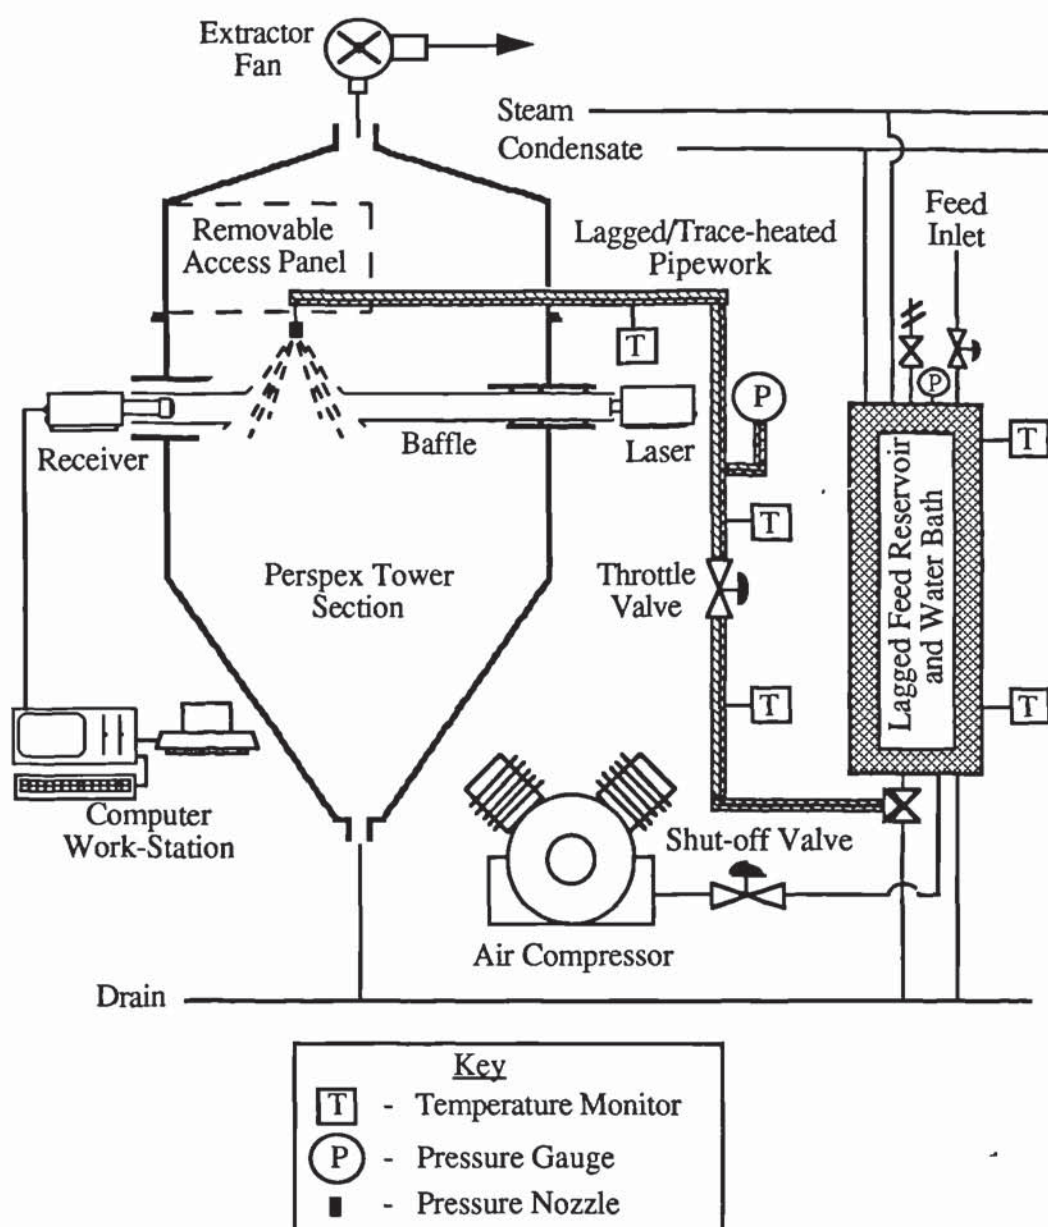 Extractor
Fan
Steam
Condensate
Feed
Inlet
Removable
Access Panel
Lagged/Trace-heated
Pipework
T
P
P
T
Receiver
Baffle
Laser
T
Perspex Tower
Section
Throttle
Valve
Lagged Feed Reservoir
and Water Bath
T
T
Computer
Work-Station
Shut-off Valve
Air Compressor
Drain
Key
T - Temperature Monitor
P - Pressure Gauge
- Pressure Nozzle